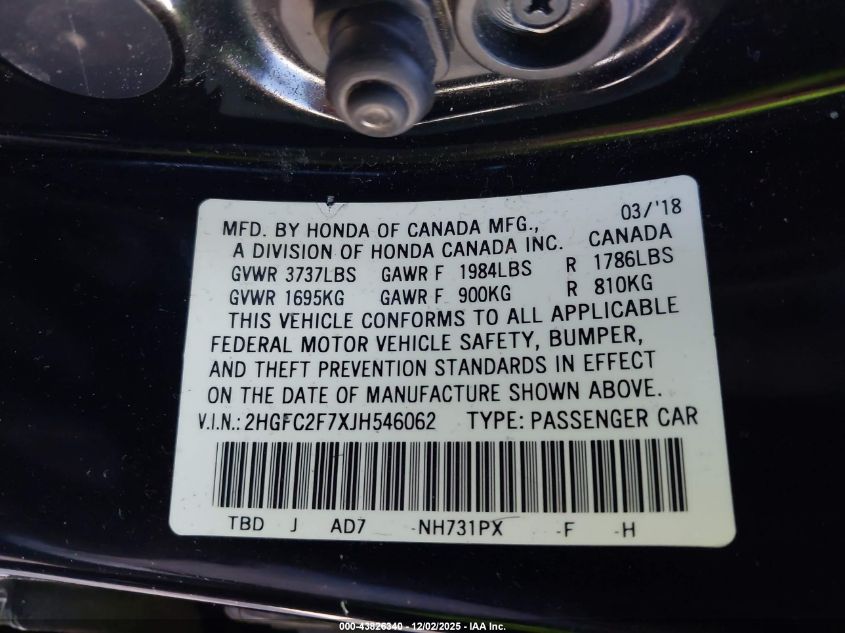 03/'18
MFD. BY HONDA OF CANADA MFG.,
A DIVISION OF HONDA CANADA INC. CANADA
GVWR 3737LBS GAWR F 1984LBS R 1786LBS
GVWR 1695KG GAWR F 900KG R 810KG
THIS VEHICLE CONFORMS TO ALL APPLICABLE
FEDERAL MOTOR VEHICLE SAFETY, BUMPER,
AND THEFT PREVENTION STANDARDS IN EFFECT
ON THE DATE OF MANUFACTURE SHOWN ABOVE.
V.I.N.: 2HGFC2F7XJH546062 TYPE: PASSENGER CAR
TBD J AD7 -NH731PX -F -H
000-43826340 - 12/02/2025 - IAA Inc.